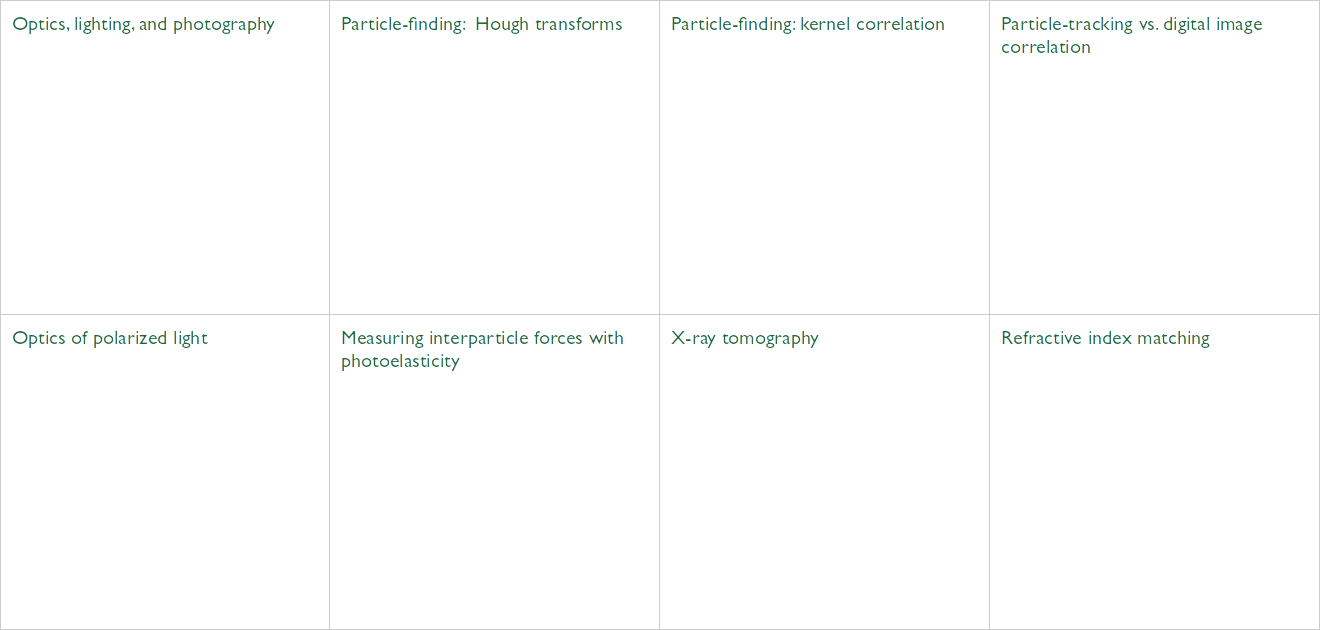 Optics, lighting, and photography
Particle-finding:  Hough transforms
Particle-finding: kernel correlation
Particle-tracking vs. digital image
correlation
Optics of polarized light
Measuring interparticle forces with
photoelasticity
X-ray tomography
Refractive index matching